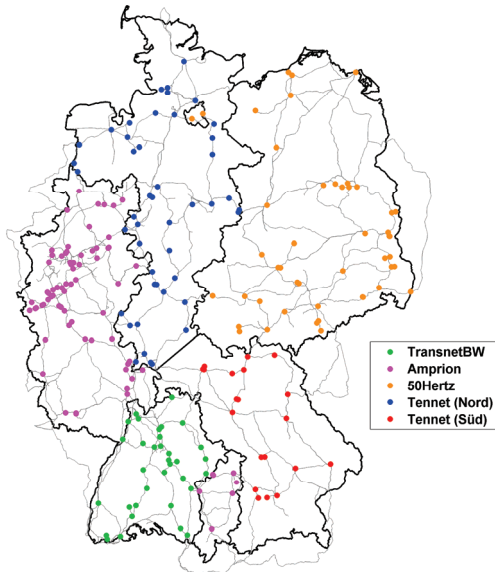 TransnetBW
Amprion
50Hertz
Tennet (Nord)
Tennet (Süd)